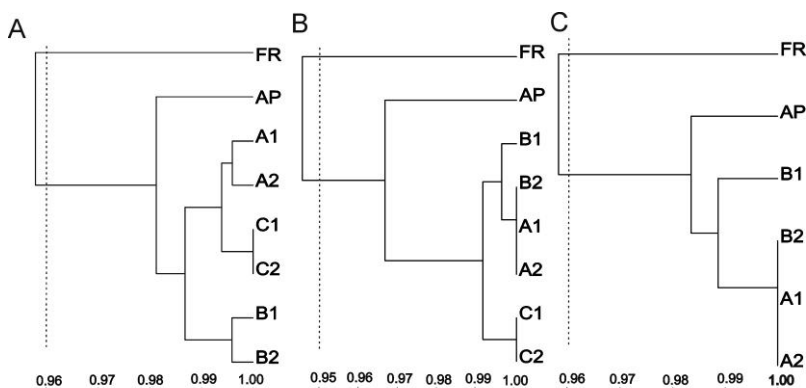 A
FR
AP
A1
A2
C1
C2
B1
B2
0.96 0.97 0.98 0.99 1.00
B
FR
AP
B1
B2
A1
A2
C1
C2
0.95 0.96 0.97 0.98 0.99 1.00
C
FR
AP
B1
B2
A1
A2
0.96 0.97 0.98 0.99 1.00